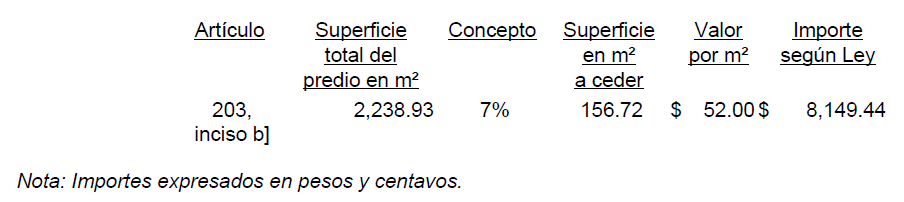 Artículo Superficie Concepto Superficie Valor Importe
total del en m² por m² según Ley
predio en m² a ceder
203, 2,238.93 7% 156.72 $ 52.00 $ 8,149.44
inciso b]
Nota: Importes expresados en pesos y centavos.